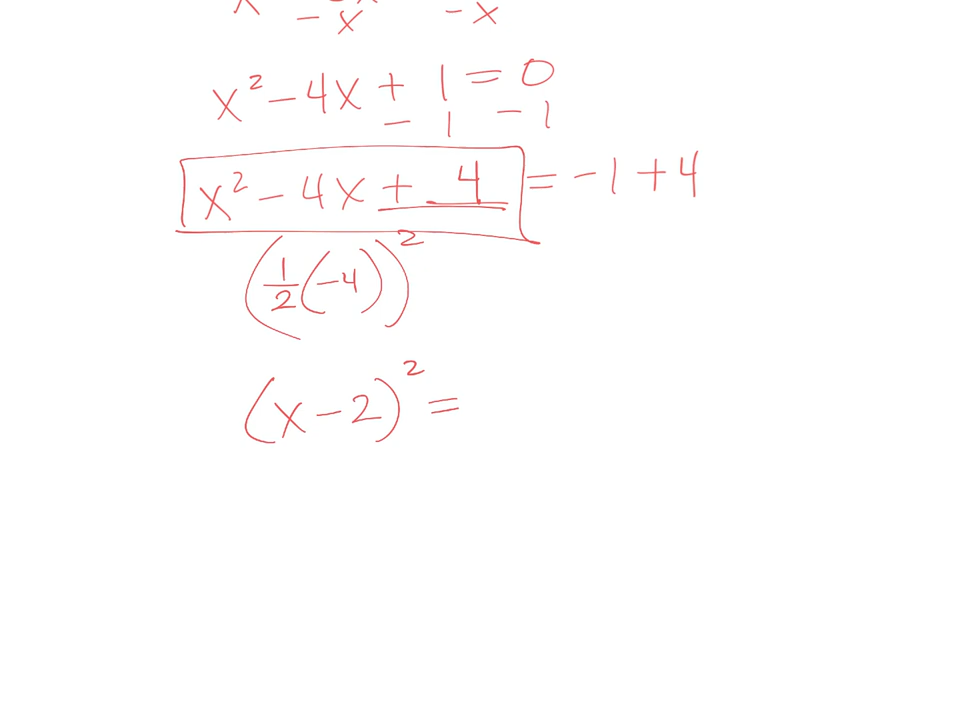 - x - x
x² - 4x + 1 = 0
- 1 - 1
x² - 4x + 4 = -1 + 4
(1/2(-4))²
(x - 2)² =